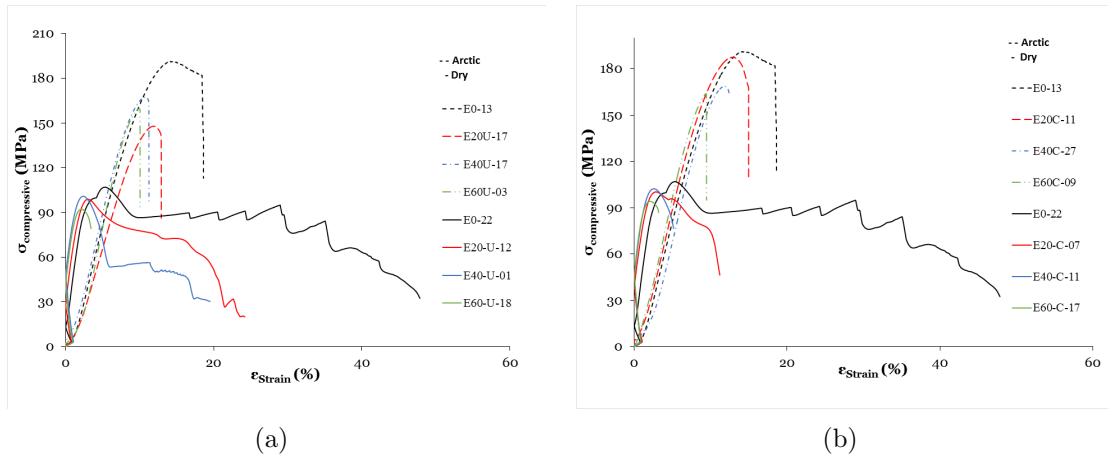 210
180
150
120
90
60
30
0
σcompressive (MPa)
0
20
40
60
εStrain (%)
Arctic
Dry
E0-13
E20U-17
E40U-17
E60U-03
E0-22
E20-U-12
E40-U-01
E60-U-18
(a)
180
150
120
90
60
30
0
σcompressive (MPa)
0
20
40
60
εStrain (%)
Arctic
Dry
E0-13
E20C-11
E40C-27
E60C-09
E0-22
E20-C-07
E40-C-11
E60-C-17
(b)